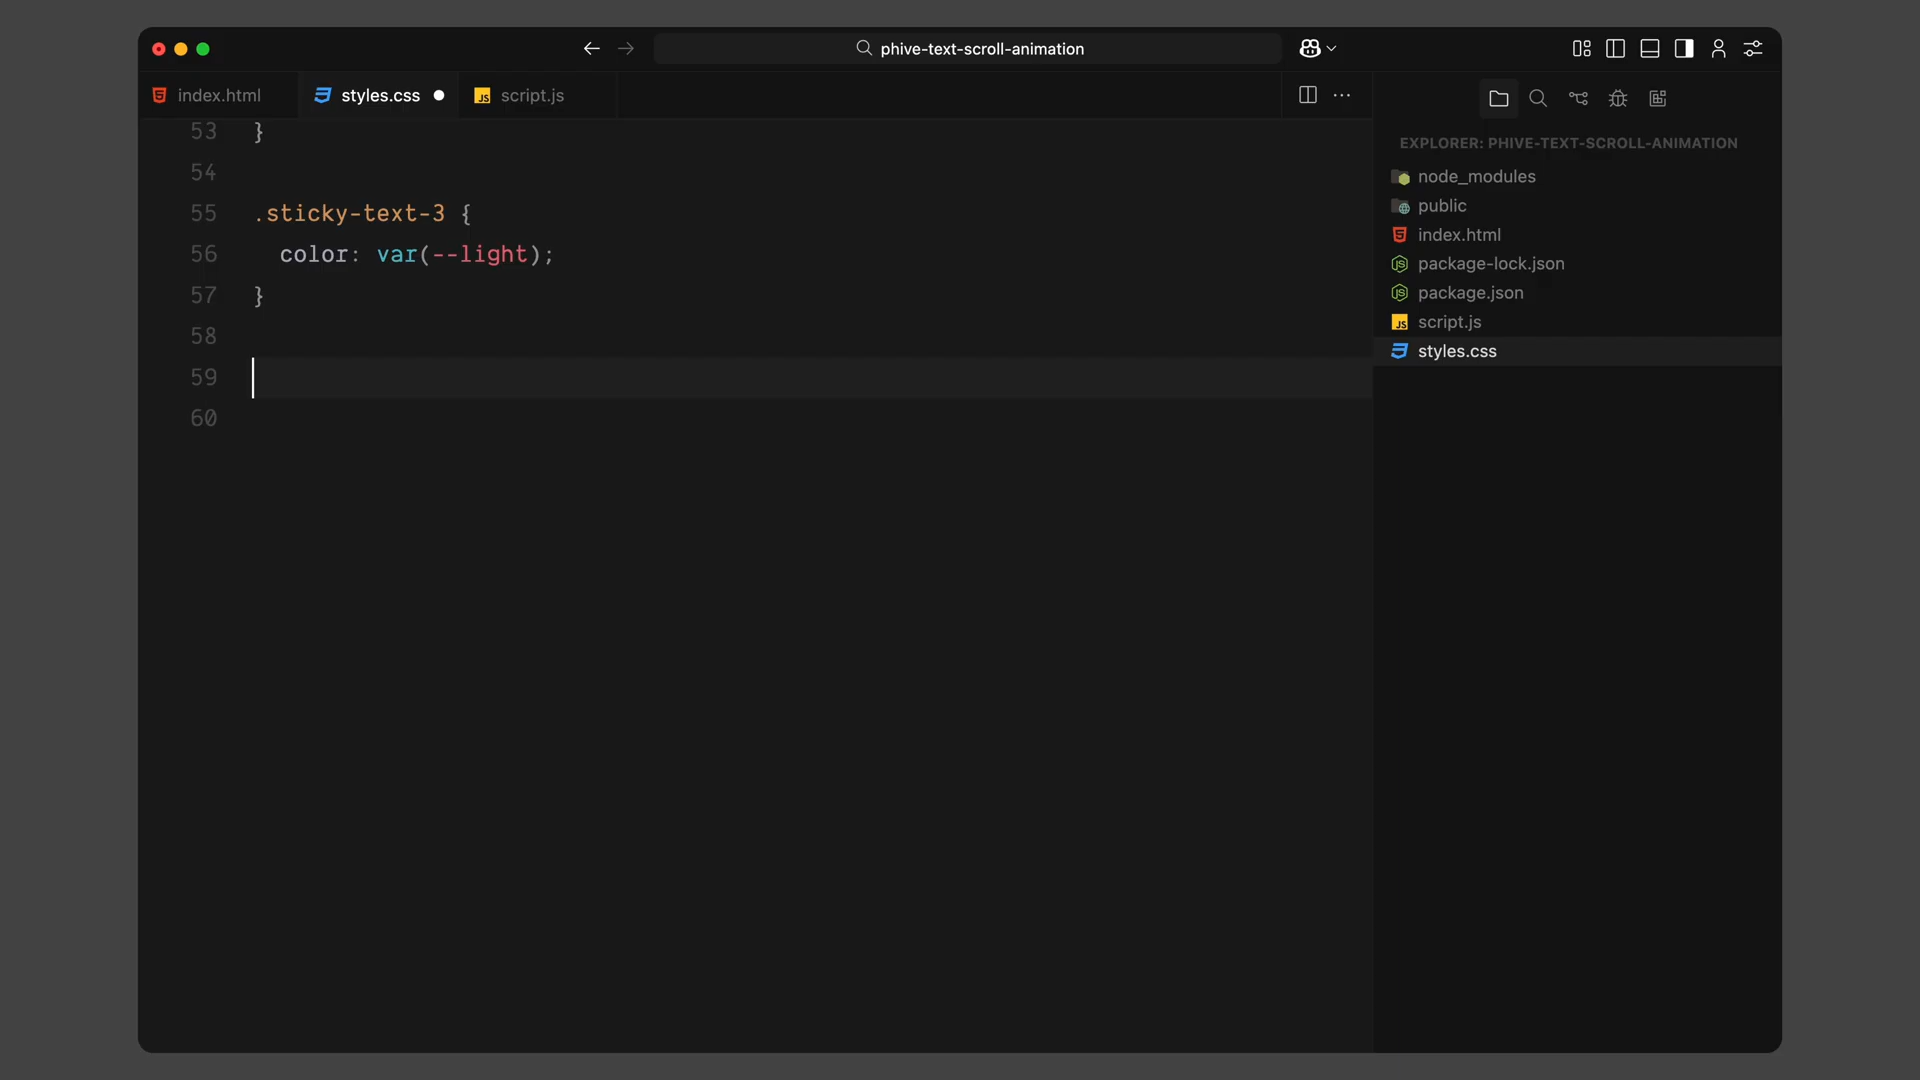 phive-text-scroll-animation
index.html
styles.css
script.js
EXPLORER: PHIVE-TEXT-SCROLL-ANIMATION
node_modules
public
index.html
package-lock.json
package.json
script.js
styles.css
53 }
54
55 .sticky-text-3 {
56 color: var(--light);
57 }
58
59
60